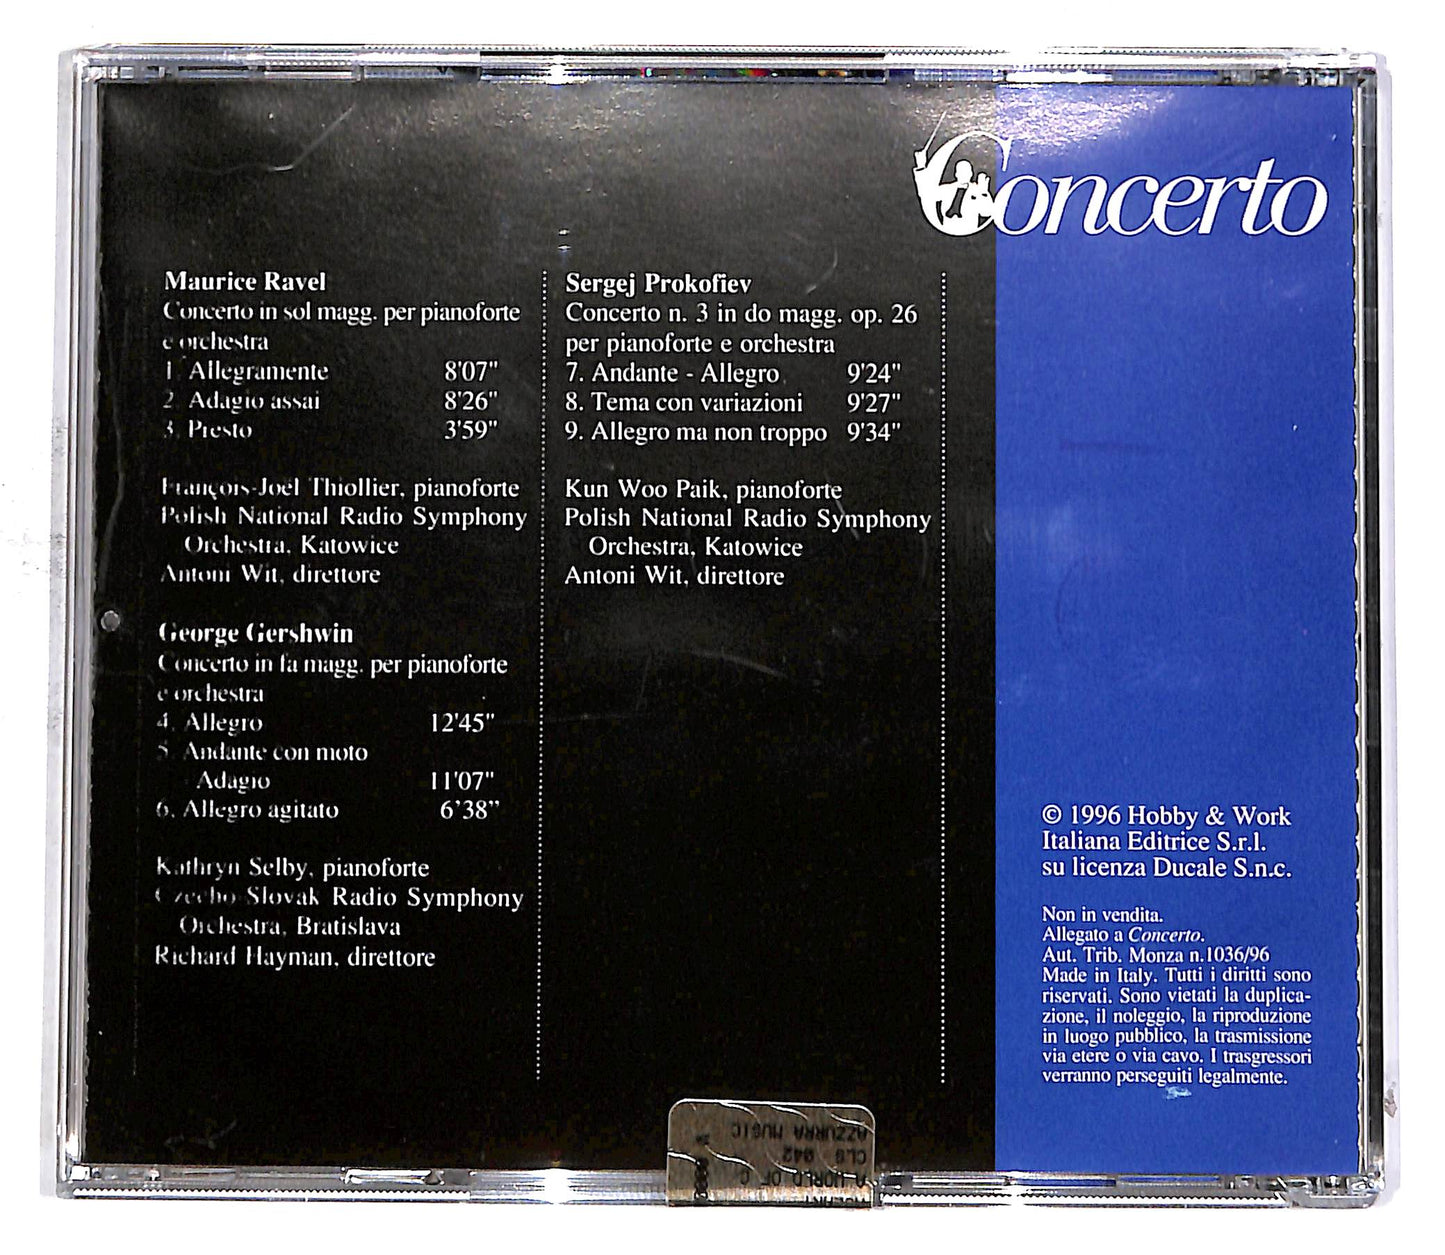 Concerto
Maurice Ravel
Concerto in sol magg. per pianoforte
e orchestra
1. Allegramente 8'07"
2. Adagio assai 8'26"
3. Presto 3'59"
François-Joël Thiollier, pianoforte
Polish National Radio Symphony
Orchestra, Katowice
Antoni Wit, direttore
George Gershwin
Concerto in fa magg. per pianoforte
e orchestra
4. Allegro 12'45"
5. Andante con moto
Adagio 11'07"
6. Allegro agitato 6'38"
Kathryn Selby, pianoforte
Czecho-Slovak Radio Symphony
Orchestra, Bratislava
Richard Hayman, direttore
Sergej Prokofiev
Concerto n. 3 in do magg. op. 26
per pianoforte e orchestra
7. Andante - Allegro 9'24"
8. Tema con variazioni 9'27"
9. Allegro ma non troppo 9'34"
Kun Woo Paik, pianoforte
Polish National Radio Symphony
Orchestra, Katowice
Antoni Wit, direttore
© 1996 Hobby & Work
Italiana Editrice S.r.l.
su licenza Ducale S.n.c.
Non in vendita.
Allegato a Concerto.
Aut. Trib. Monza n.1036/96
Made in Italy. Tutti i diritti sono
riservati. Sono vietati la duplica-
zione, il noleggio, la riproduzione
in luogo pubblico, la trasmissione
via etere o via cavo. I trasgressori
verranno perseguiti legalmente.
AZZURRA MUSIC
CLS 042
A WORLD OF C